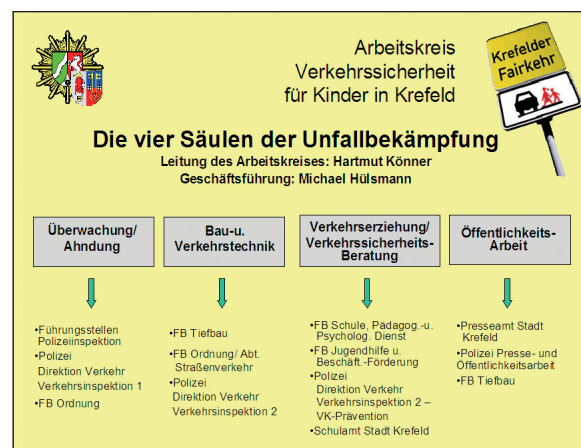 Arbeitskreis
Verkehrssicherheit
für Kinder in Krefeld
Krefelder
Fairkehr
Die vier Säulen der Unfallbekämpfung
Leitung des Arbeitskreises: Hartmut Könner
Geschäftsführung: Michael Hülsmann
Überwachung/
Ahndung
•Führungsstellen
Polizeiinspektion
•Polizei
Direktion Verkehr
Verkehrsinspektion 1
•FB Ordnung
Bau-u.
Verkehrstechnik
•FB Tiefbau
•FB Ordnung/ Abt.
Straßenverkehr
•Polizei
Direktion Verkehr
Verkehrsinspektion 2
Verkehrserziehung/
Verkehrssicherheits-
Beratung
•FB Schule, Pädagog.-u.
Psycholog. Dienst
•FB Jugendhilfe u.
Beschäft.-Förderung
•Polizei
Direktion Verkehr
Verkehrsinspektion 2 –
VK-Prävention
•Schulamt Stadt Krefeld
Öffentlichkeits-
Arbeit
•Presseamt Stadt
Krefeld
•Polizei Presse- und
Öffentlichkeitsarbeit
•FB Tiefbau